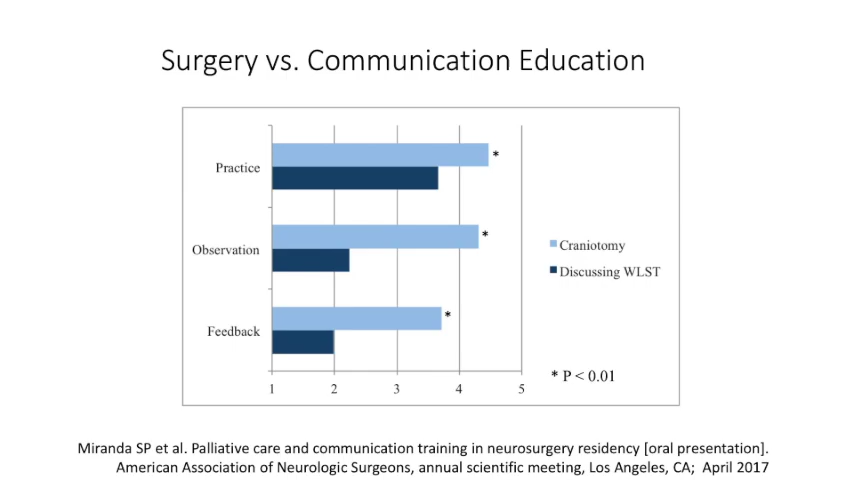 Surgery vs. Communication Education
Practice
*
Observation
*
Feedback
*
Craniotomy
Discussing WLST
* P < 0.01
1 2 3 4 5
Miranda SP et al. Palliative care and communication training in neurosurgery residency [oral presentation].
American Association of Neurologic Surgeons, annual scientific meeting, Los Angeles, CA; April 2017